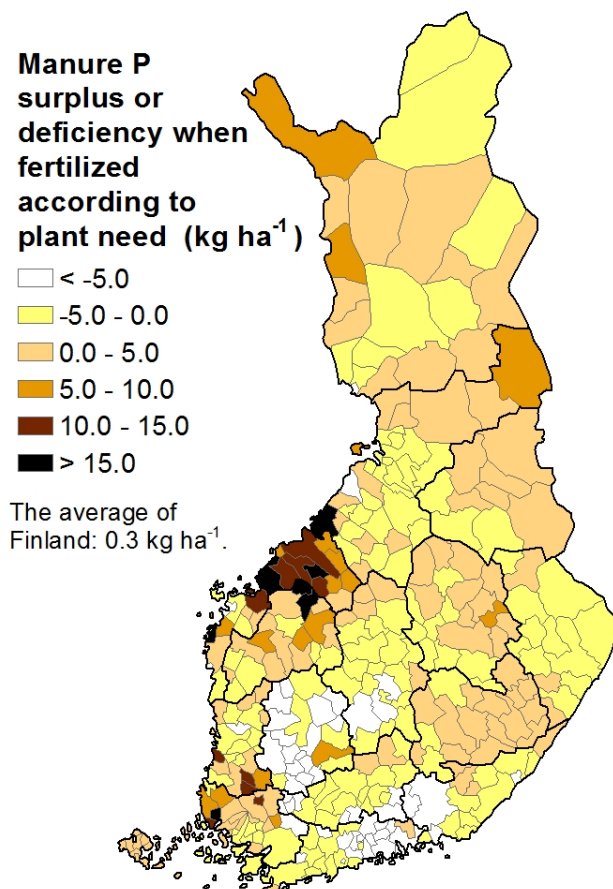 Manure P
surplus or
deficiency when
fertilized
according to
plant need (kg ha⁻¹)
< -5.0
-5.0 - 0.0
0.0 - 5.0
5.0 - 10.0
10.0 - 15.0
> 15.0
The average of
Finland: 0.3 kg ha⁻¹.